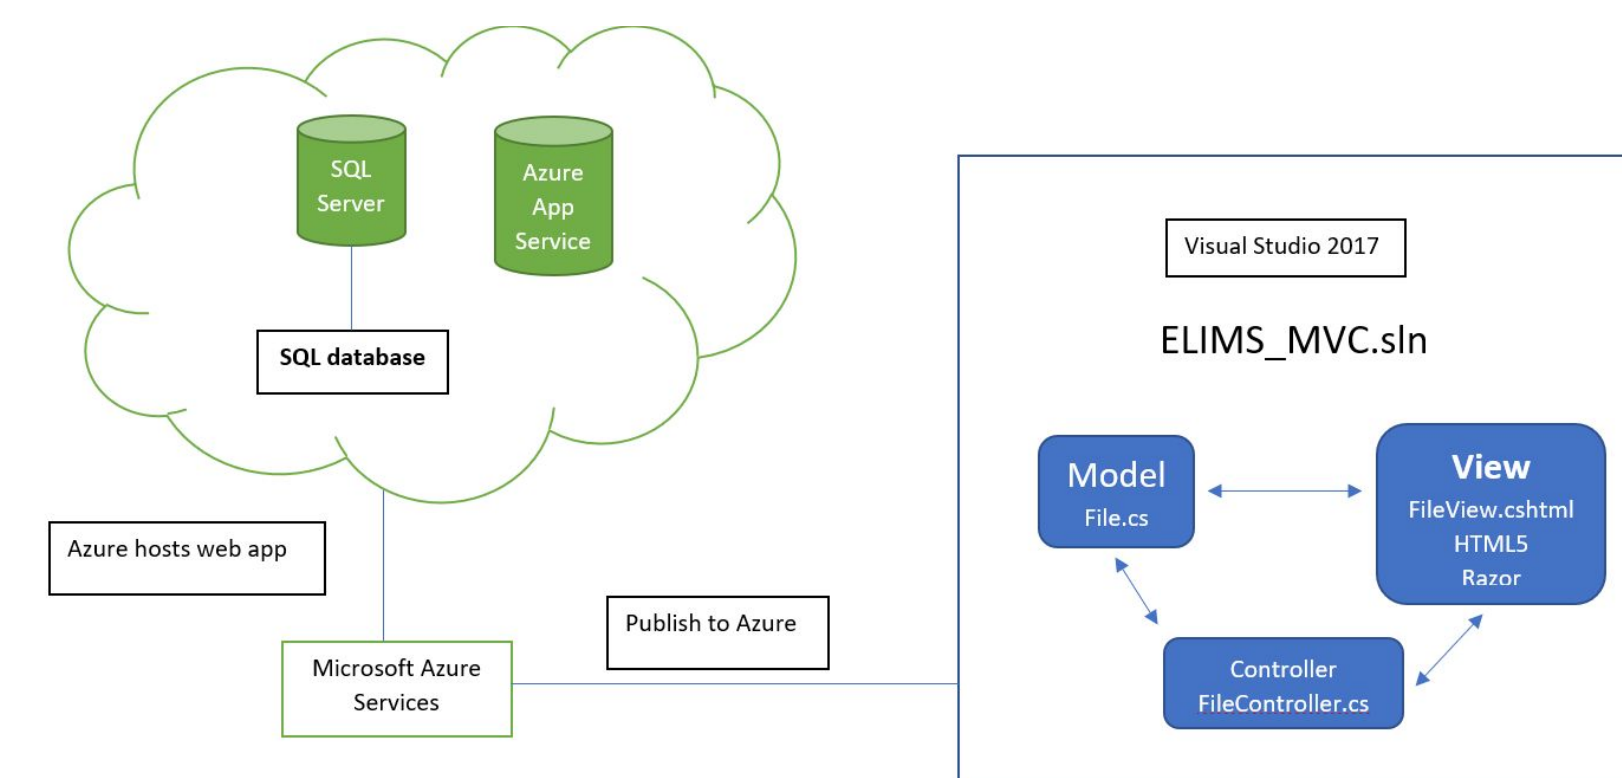 SQL
Server
Azure
App
Service
SQL database
Azure hosts web app
Microsoft Azure
Services
Publish to Azure
Visual Studio 2017
ELIMS_MVC.sln
Model
File.cs
View
FileView.cshtml
HTML5
Razor
Controller
FileController.cs